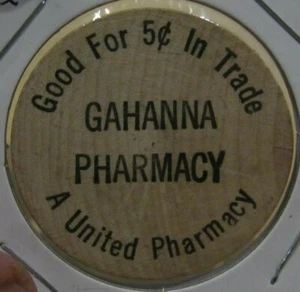 Good For 5¢ In Trade
GAHANNA
PHARMACY
A United Pharmacy